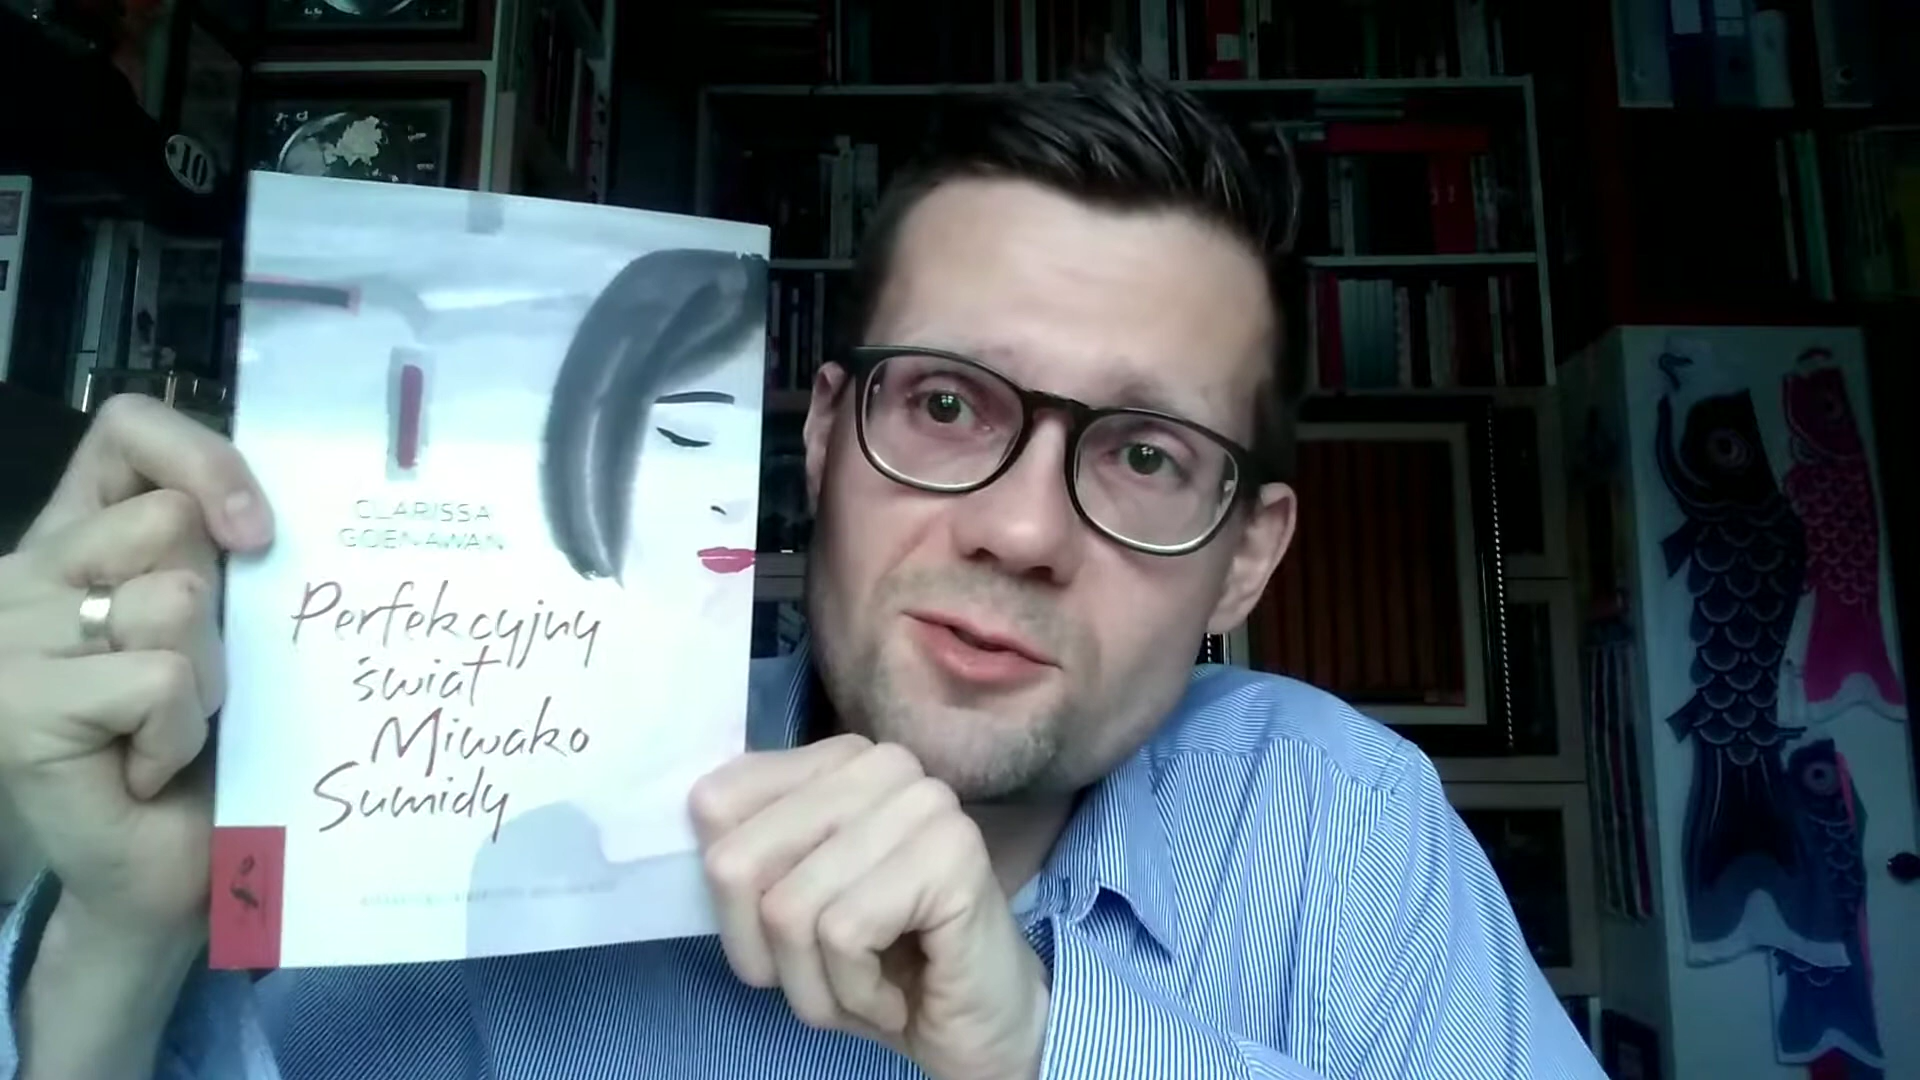 10
CLARISSA
GOENAWAN
Perfekcyjny
świat
Miwako
Sumidy